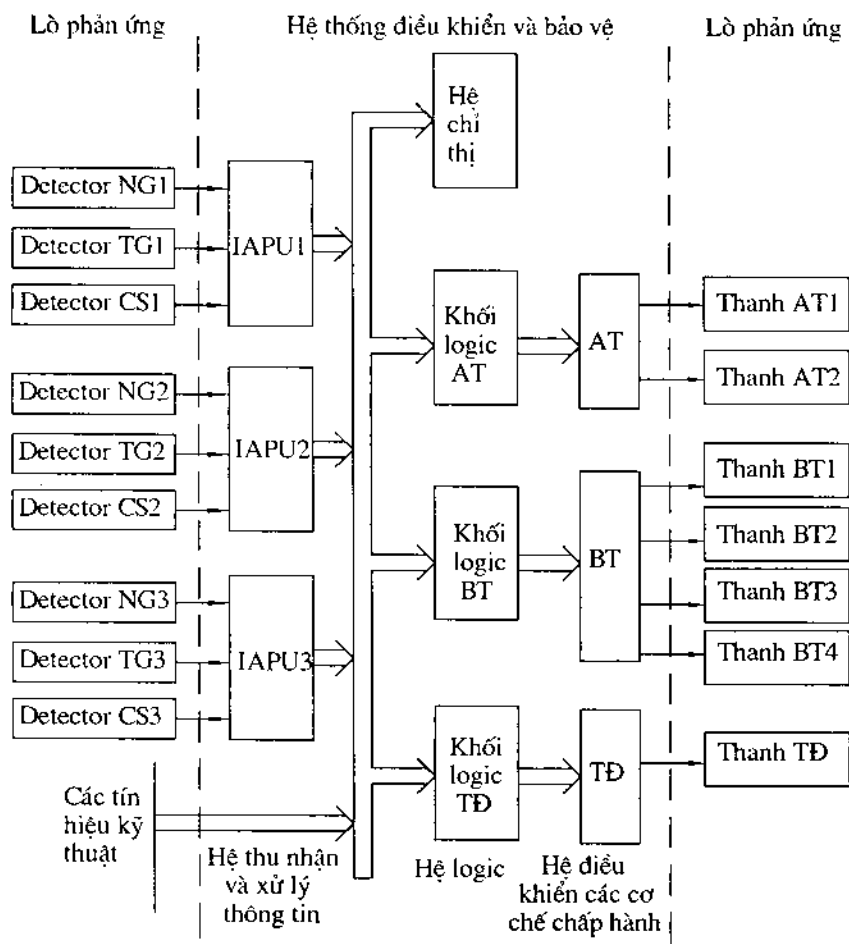 Lò phản ứng
Hệ thống điều khiển và bảo vệ
Lò phản ứng
Hệ
chỉ
thị
Detector NG1
Detector TG1
Detector CS1
IAPU1
Khối
logic
AT
AT
Thanh AT1
Thanh AT2
Detector NG2
Detector TG2
Detector CS2
IAPU2
Khối
logic
BT
BT
Thanh BT1
Thanh BT2
Thanh BT3
Thanh BT4
Detector NG3
Detector TG3
Detector CS3
IAPU3
Khối
logic
TĐ
TĐ
Thanh TĐ
Các tín
hiệu kỹ
thuật
Hệ thu nhận
và xử lý
thông tin
Hệ logic
Hệ điều
khiển các cơ
chế chấp hành